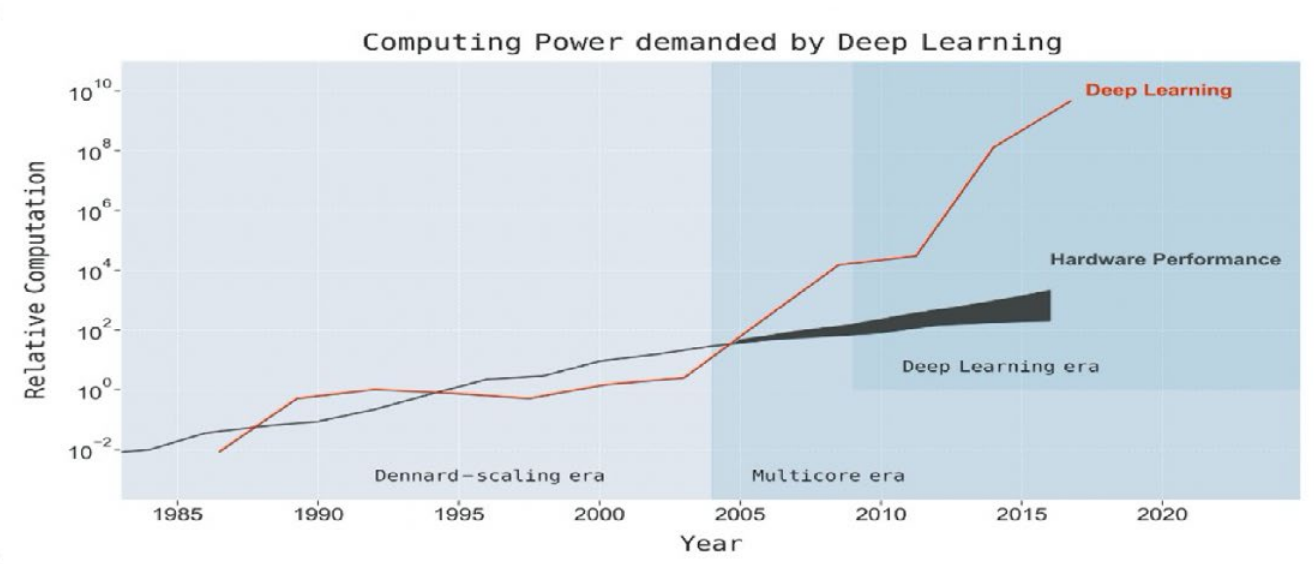 Computing Power demanded by Deep Learning
Relative Computation
10^10
10^8
10^6
10^4
10^2
10^0
10^-2
Deep Learning
Hardware Performance
Deep Learning era
Dennard-scaling era
Multicore era
1985 1990 1995 2000 2005 2010 2015 2020
Year